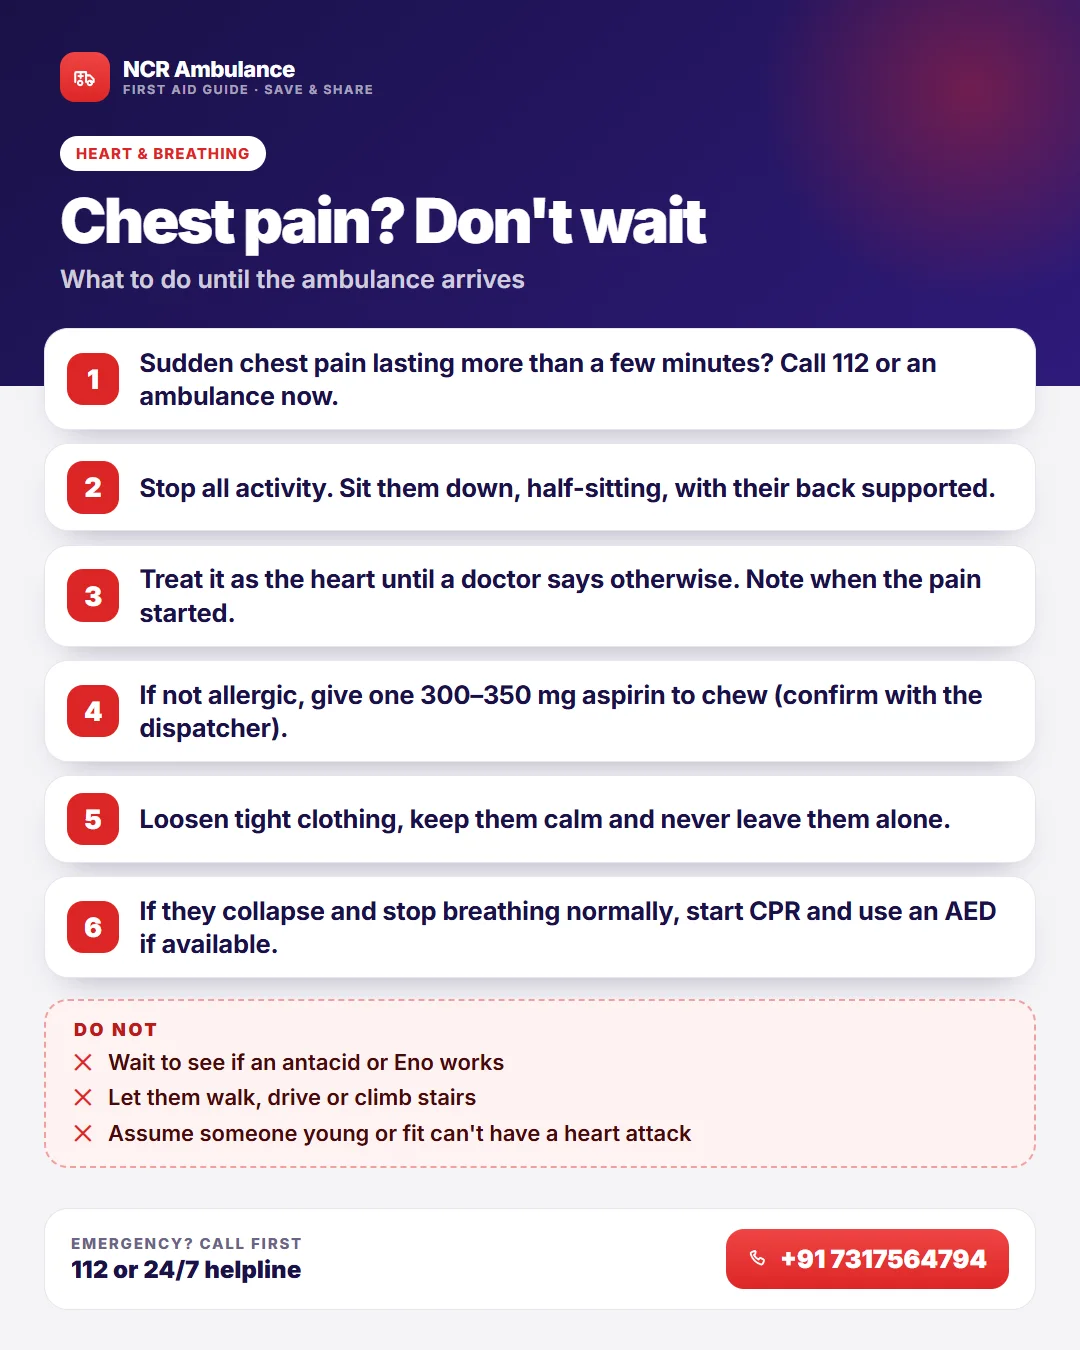 NCR Ambulance
FIRST AID GUIDE · SAVE & SHARE
HEART & BREATHING
Chest pain? Don't wait
What to do until the ambulance arrives
1
Sudden chest pain lasting more than a few minutes? Call 112 or an
ambulance now.
2
Stop all activity. Sit them down, half-sitting, with their back supported.
3
Treat it as the heart until a doctor says otherwise. Note when the pain
started.
4
If not allergic, give one 300–350 mg aspirin to chew (confirm with the
dispatcher).
5
Loosen tight clothing, keep them calm and never leave them alone.
6
If they collapse and stop breathing normally, start CPR and use an AED
if available.
DO NOT
Wait to see if an antacid or Eno works
Let them walk, drive or climb stairs
Assume someone young or fit can't have a heart attack
EMERGENCY? CALL FIRST
112 or 24/7 helpline
+91 7317564794